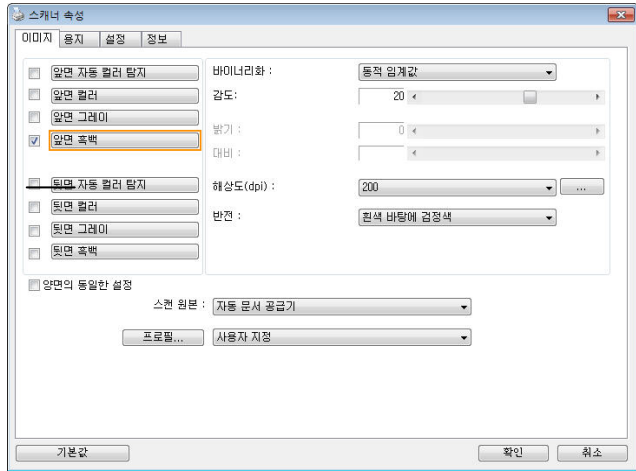 스캐너 속성
이미지 용지 설정 정보
앞면 자동 컬러 탐지
앞면 컬러
앞면 그레이
앞면 흑백
뒷면 자동 컬러 탐지
뒷면 컬러
뒷면 그레이
뒷면 흑백
바이너리화 : 동적 임계값
감도: 20
밝기 : 0
대비 :
해상도(dpi) : 200 ...
반전 : 흰색 바탕에 검정색
양면의 동일한 설정
스캔 원본 : 자동 문서 공급기
프로필... 사용자 지정
기본값 확인 취소